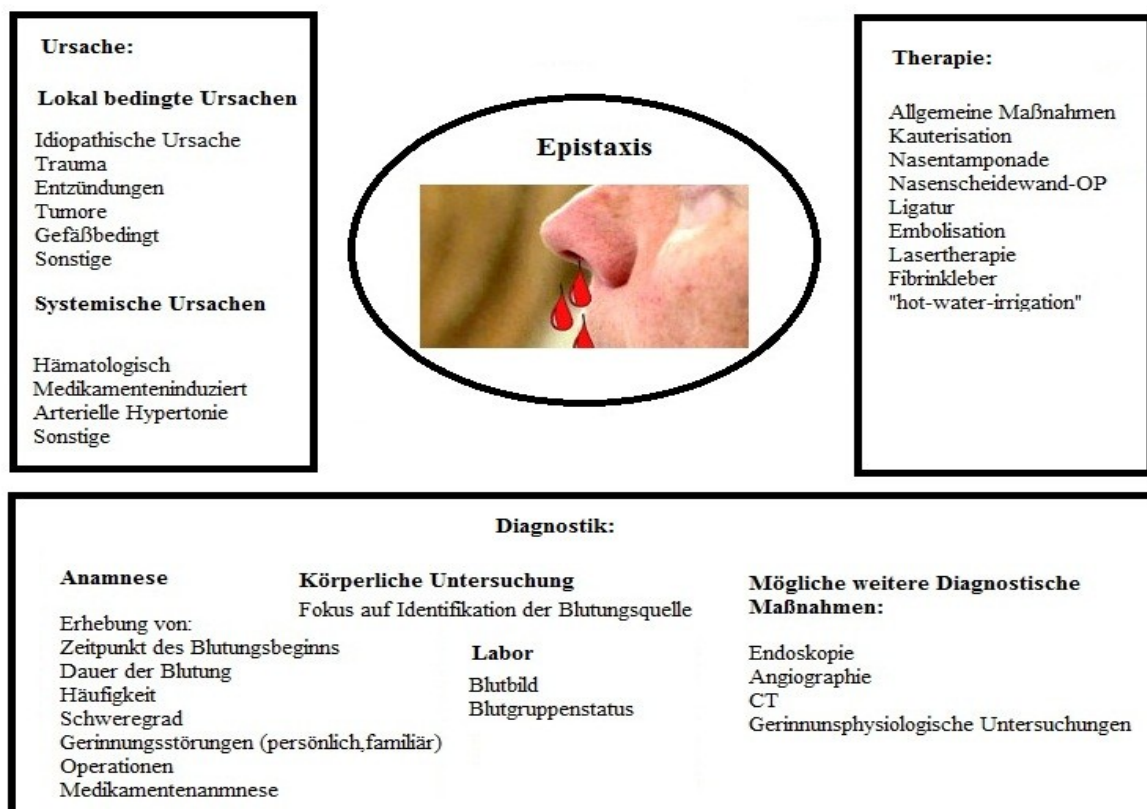 Ursache:
Lokal bedingte Ursachen
Idiopathische Ursache
Trauma
Entzündungen
Tumore
Gefäßbedingt
Sonstige
Systemische Ursachen
Hämatologisch
Medikamenteninduziert
Arterielle Hypertonie
Sonstige
Epistaxis
Therapie:
Allgemeine Maßnahmen
Kauterisation
Nasentamponade
Nasenscheidewand-OP
Ligatur
Embolisation
Lasertherapie
Fibrinkleber
"hot-water-irrigation"
Diagnostik:
Anamnese
Erhebung von:
Zeitpunkt des Blutungsbeginns
Dauer der Blutung
Häufigkeit
Schweregrad
Gerinnungsstörungen (persönlich,familiär)
Operationen
Medikamentenanmnese
Körperliche Untersuchung
Fokus auf Identifikation der Blutungsquelle
Labor
Blutbild
Blutgruppenstatus
Mögliche weitere Diagnostische
Maßnahmen:
Endoskopie
Angiographie
CT
Gerinnunsphysiologische Untersuchungen